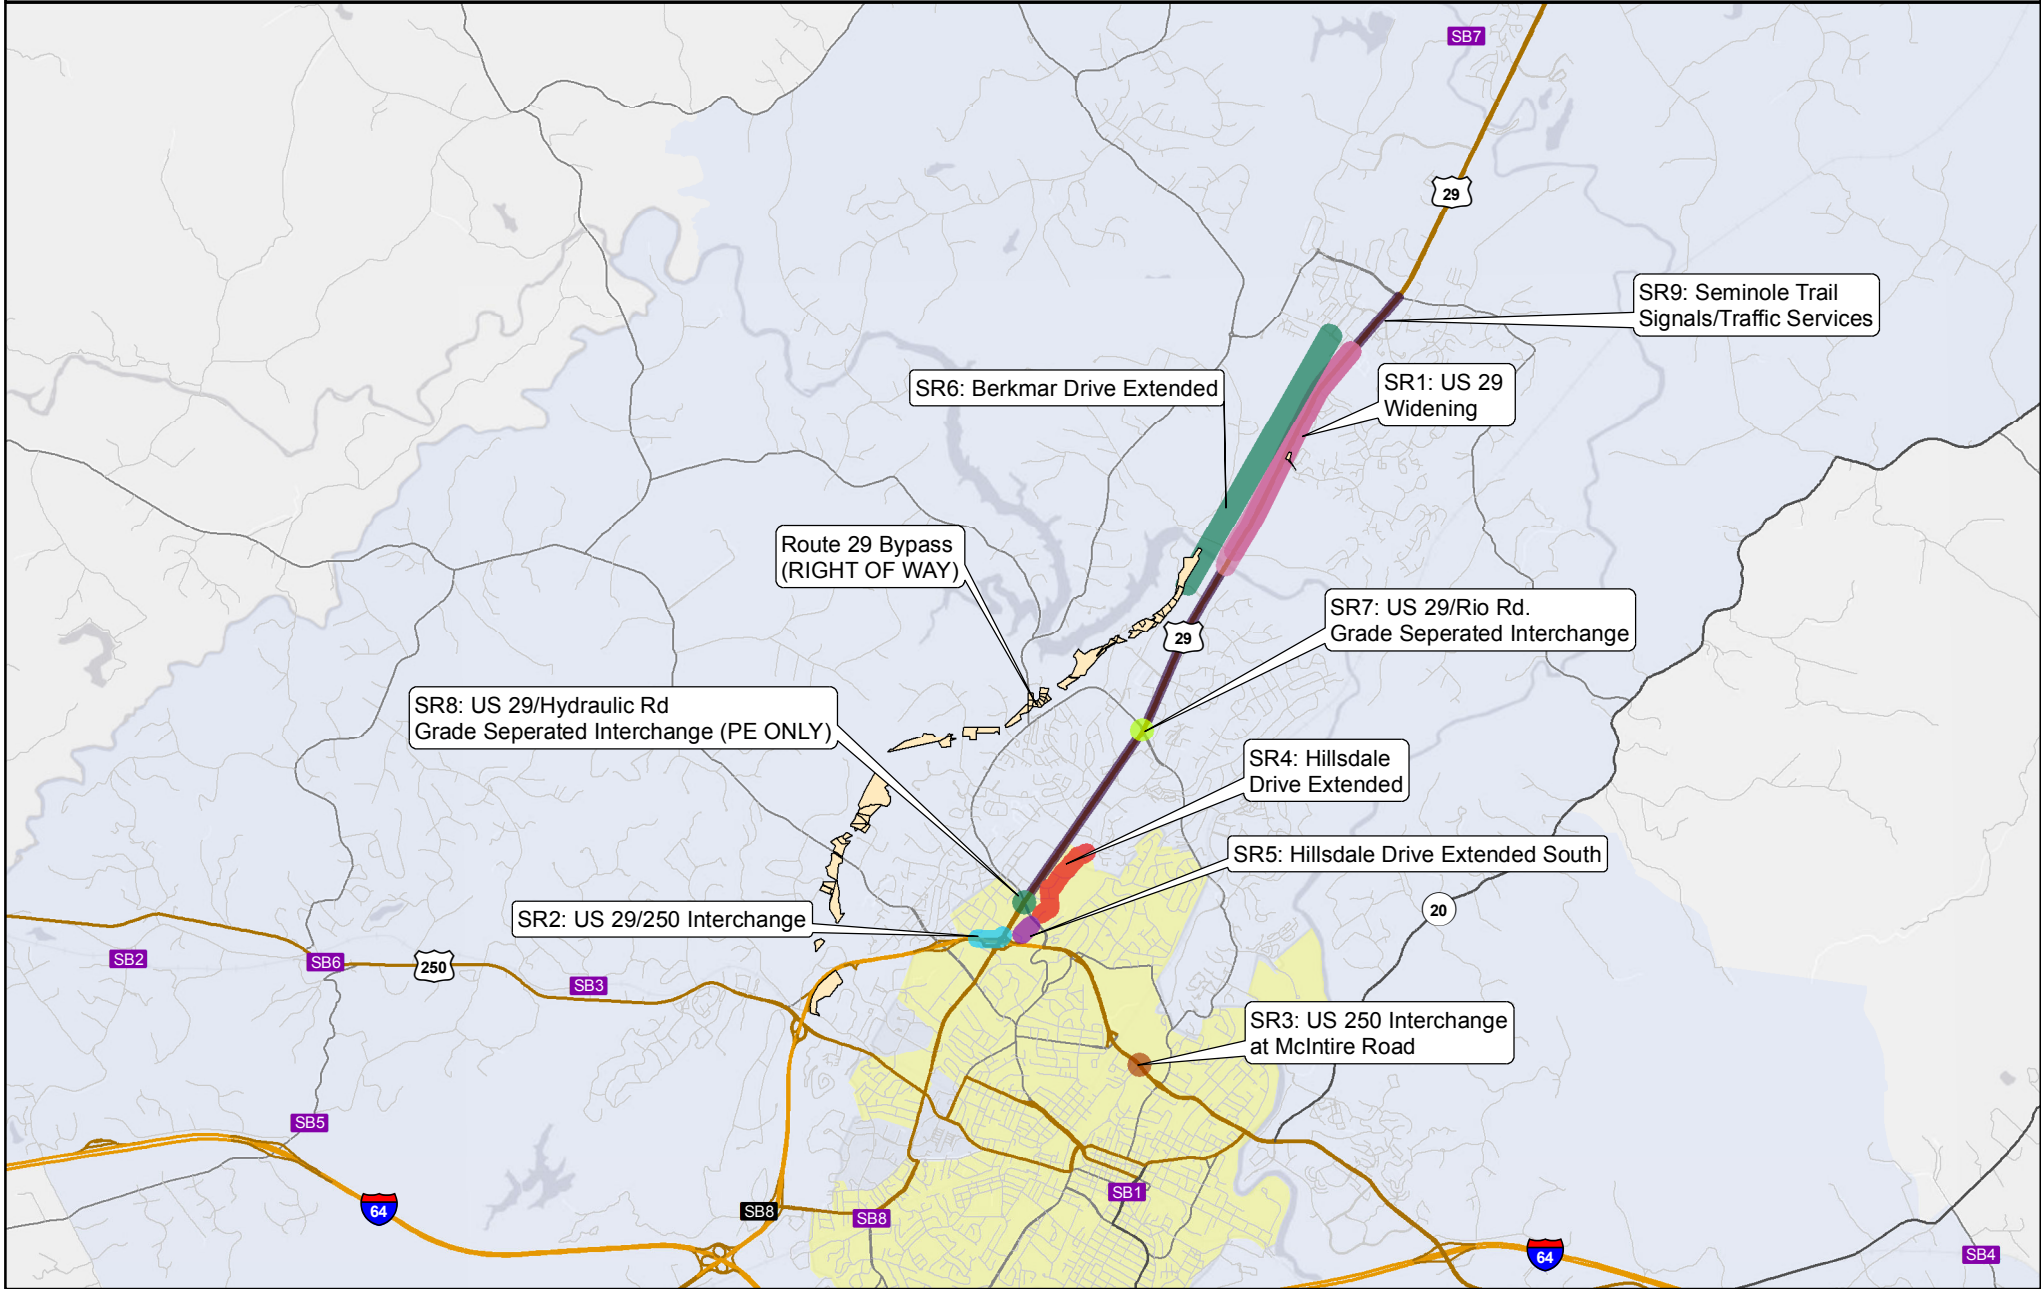 SB7
29
SR9: Seminole Trail
Signals/Traffic Services
SR6: Berkmar Drive Extended
SR1: US 29
Widening
Route 29 Bypass
(RIGHT OF WAY)
29
SR7: US 29/Rio Rd.
Grade Seperated Interchange
SR8: US 29/Hydraulic Rd
Grade Seperated Interchange (PE ONLY)
SR4: Hillsdale
Drive Extended
SR5: Hillsdale Drive Extended South
SR2: US 29/250 Interchange
20
SB2
SB6
250
SB3
SR3: US 250 Interchange
at McIntire Road
SB5
64
SB8
SB8
SB1
64
SB4